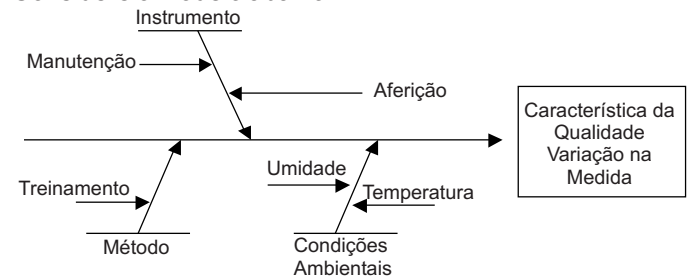 Instrumento
Manutenção
Aferição
Característica da
Qualidade
Variação na
Medida
Umidade
Treinamento
Temperatura
Método
Condições
Ambientais